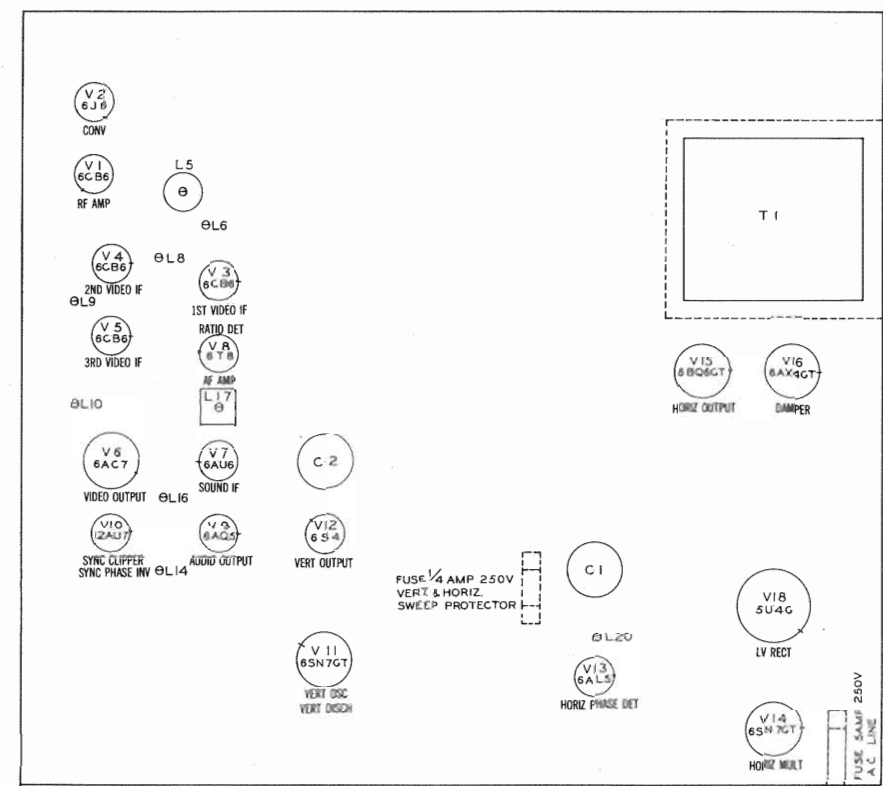 V2
6J6
CONV
V1
6CB6
RF AMP
L5
L6
V4
6CB6
2ND VIDEO IF
L8
L9
V3
6CB6
1ST VIDEO IF
V5
6CB6
3RD VIDEO IF
RATIO DET
V8
6T8
AF AMP
L10
L17
V6
6AC7
VIDEO OUTPUT
V7
6AU6
SOUND IF
L16
C2
V10
12AU7
SYNC CLIPPER
SYNC PHASE INV
L14
V9
6AQ5
AUDIO OUTPUT
V12
6S4
VERT OUTPUT
V11
6SN7GT
VERT OSC
VERT DISCH
T1
V15
6BQ6GT
HORIZ OUTPUT
V16
6AX4GT
DAMPER
FUSE 1/4 AMP 250V
VERT & HORIZ
SWEEP PROTECTOR
C1
L20
V13
6AL5
HORIZ PHASE DET
V18
5U4G
LV RECT
V14
6SN7GT
HORIZ MULT
FUSE 5AMP 250V
AC LINE